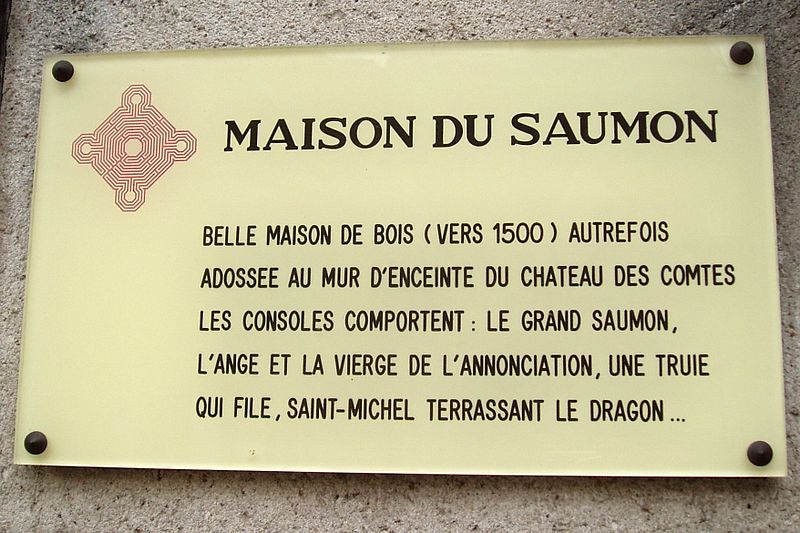 MAISON DU SAUMON
BELLE MAISON DE BOIS (VERS 1500) AUTREFOIS
ADOSSEE AU MUR D'ENCEINTE DU CHATEAU DES COMTES
LES CONSOLES COMPORTENT : LE GRAND SAUMON,
L'ANGE ET LA VIERGE DE L'ANNONCIATION, UNE TRUIE
QUI FILE, SAINT-MICHEL TERRASSANT LE DRAGON...